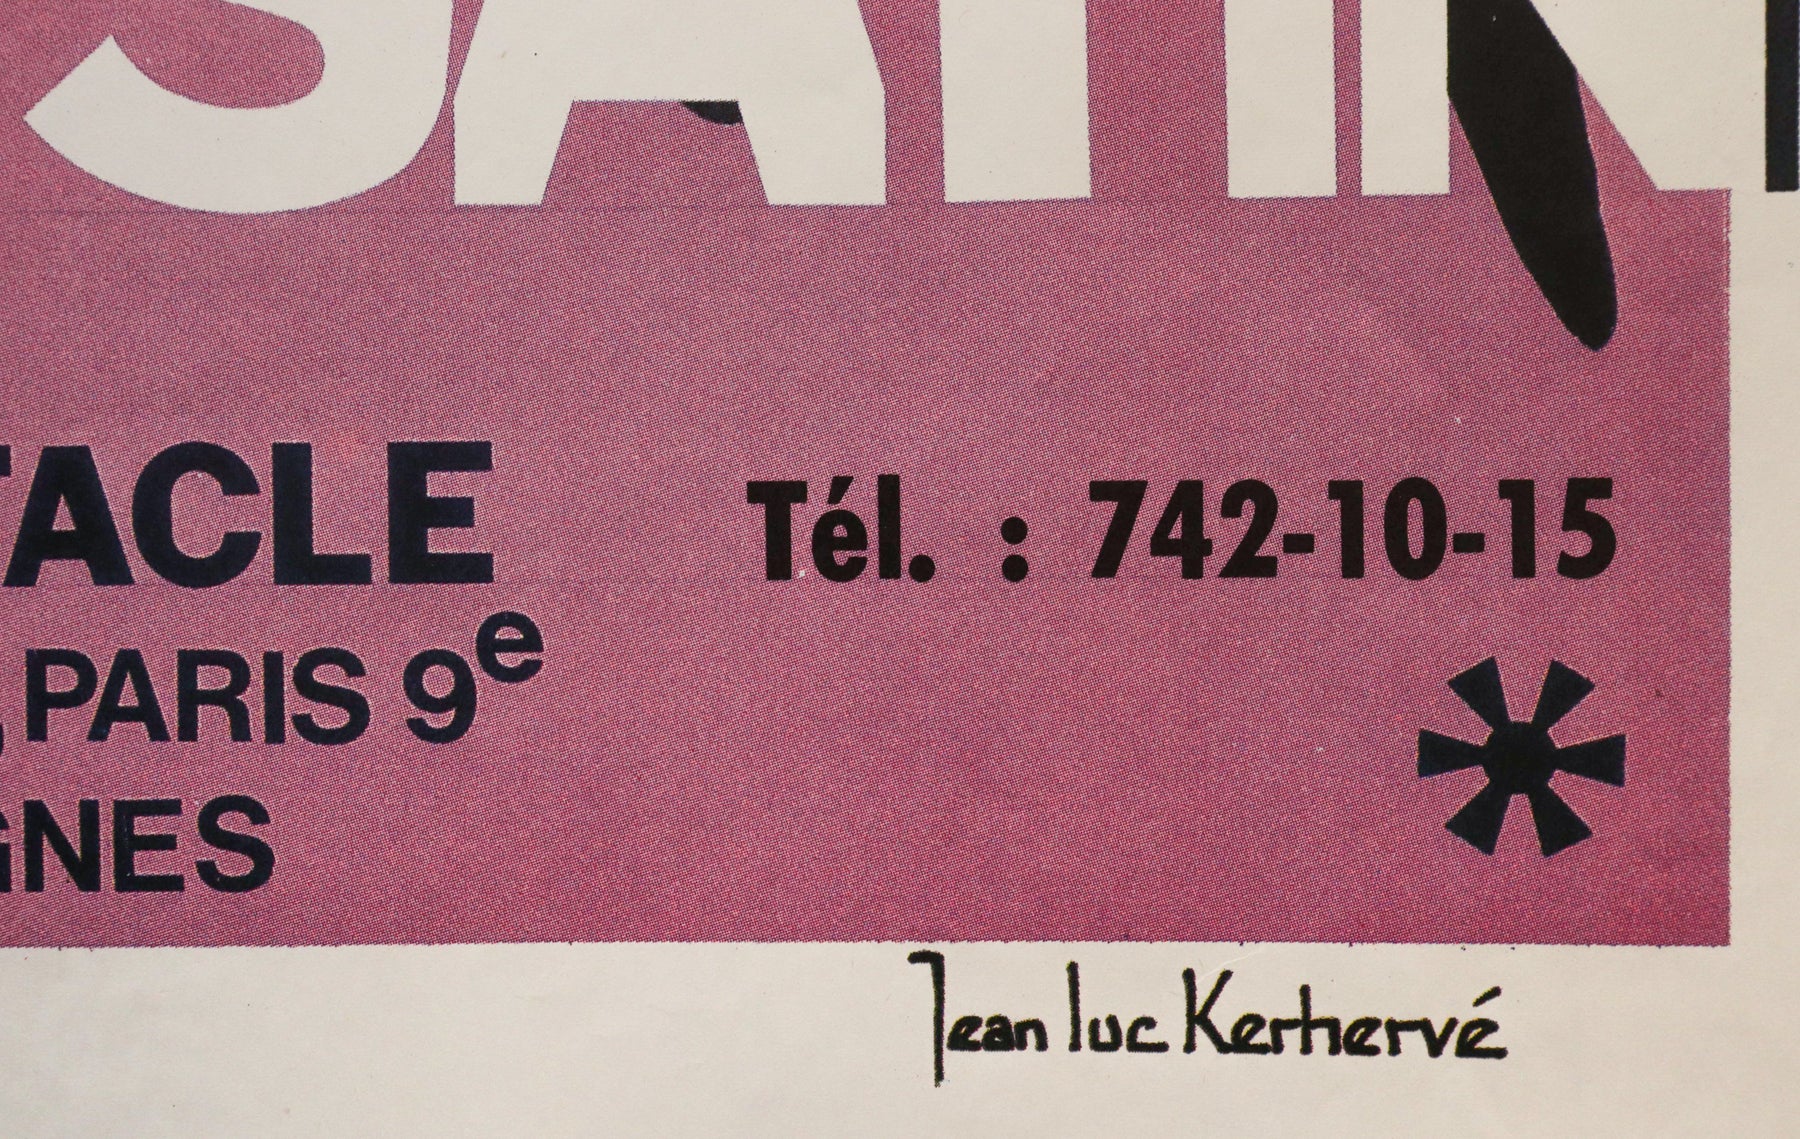 SATIN
TACLE
Tél. : 742-10-15
, PARIS 9e
GNES
Jean luc Kerhervé